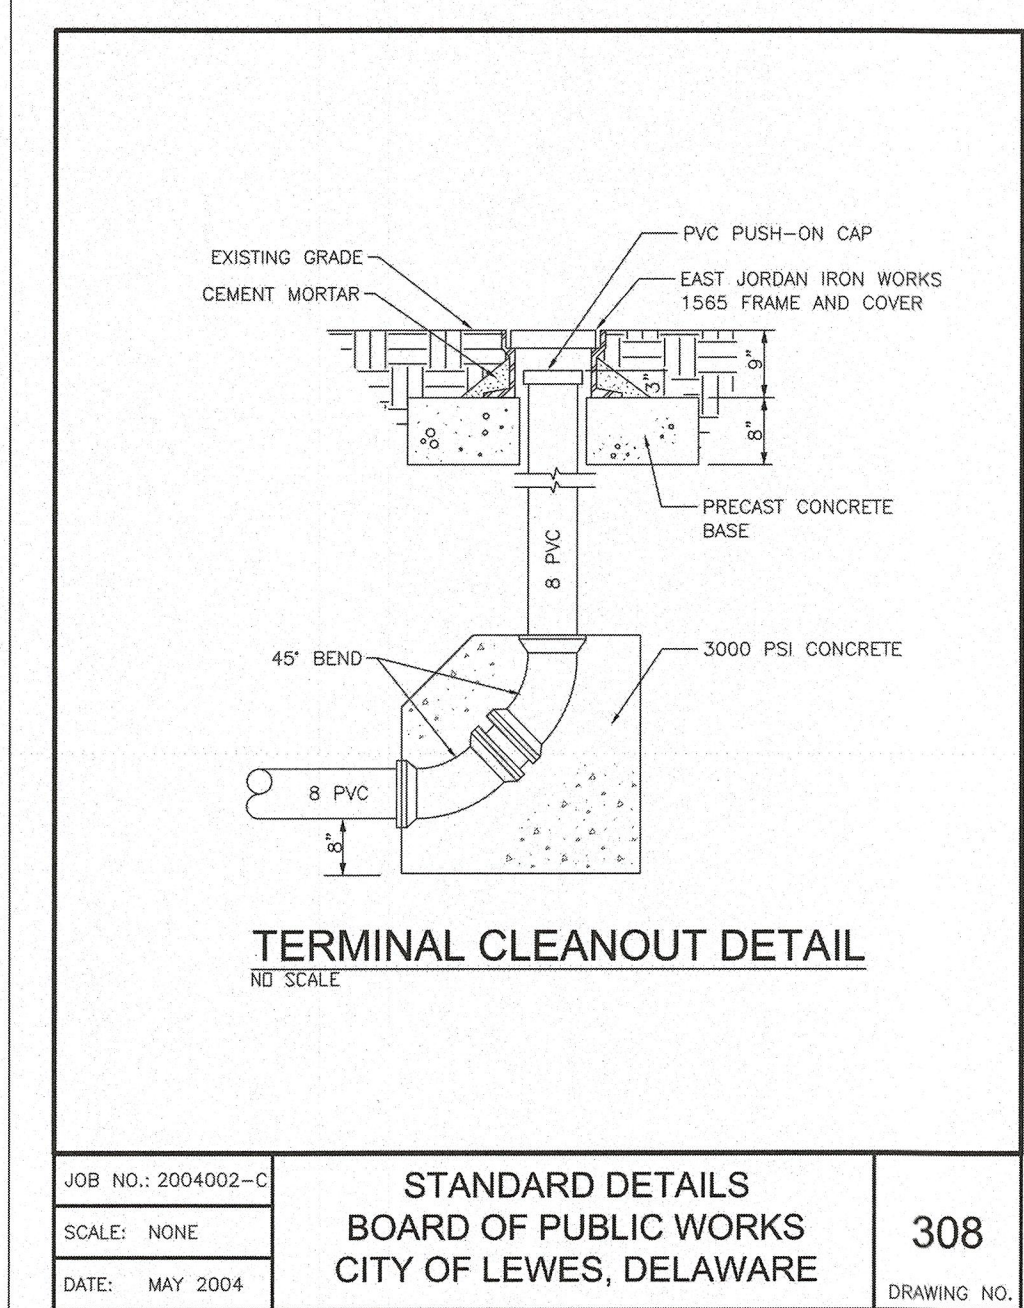 PVC PUSH-ON CAP
EXISTING GRADE
EAST JORDAN IRON WORKS
1565 FRAME AND COVER
CEMENT MORTAR
9"
3"
8"
PRECAST CONCRETE
BASE
8 PVC
45° BEND
3000 PSI CONCRETE
8 PVC
8"
TERMINAL CLEANOUT DETAIL
NO SCALE
JOB NO.: 2004002-C
SCALE: NONE
DATE: MAY 2004
STANDARD DETAILS
BOARD OF PUBLIC WORKS
CITY OF LEWES, DELAWARE
308
DRAWING NO.